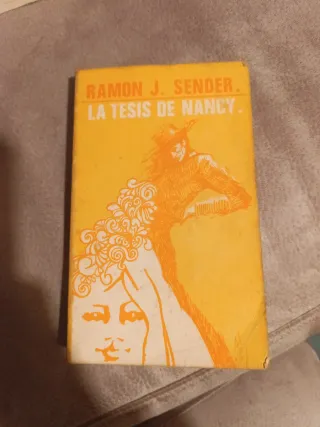 RAMON J. SENDER.
LA TESIS DE NANCY.